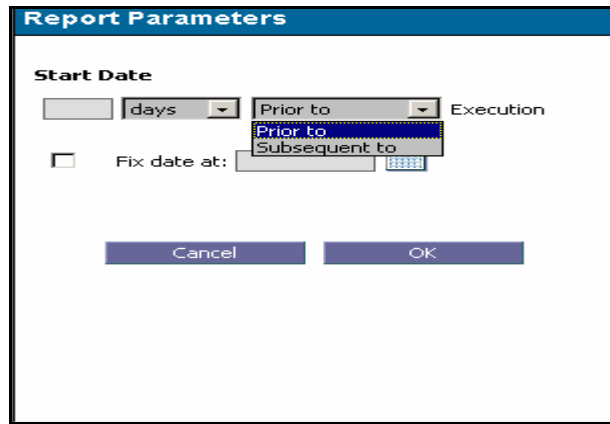 Report Parameters
Start Date
days Prior to Execution
Prior to
Subsequent to
Fix date at:
Cancel OK